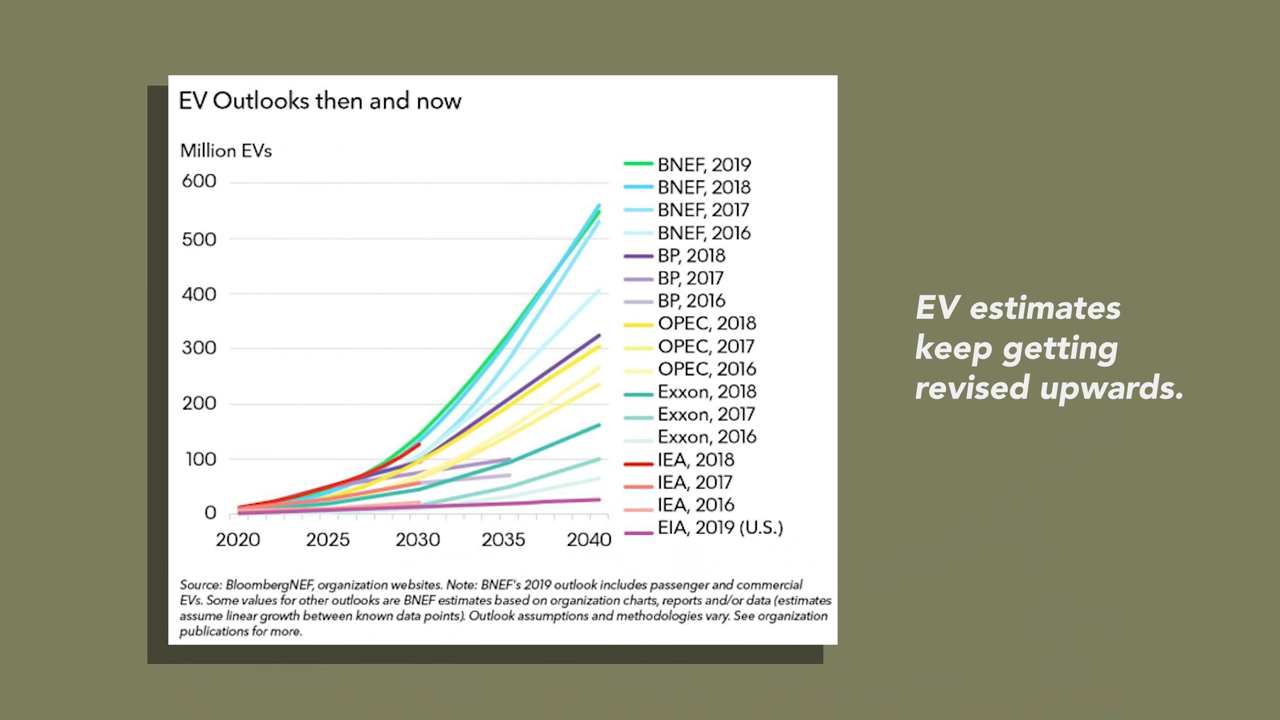 EV Outlooks then and now
Million EVs
600
500
400
300
200
100
0
2020 2025 2030 2035 2040
BNEF, 2019
BNEF, 2018
BNEF, 2017
BNEF, 2016
BP, 2018
BP, 2017
BP, 2016
OPEC, 2018
OPEC, 2017
OPEC, 2016
Exxon, 2018
Exxon, 2017
Exxon, 2016
IEA, 2018
IEA, 2017
IEA, 2016
EIA, 2019 (U.S.)
Source: BloombergNEF, organization websites. Note: BNEF's 2019 outlook includes passenger and commercial
EVs. Some values for other outlooks are BNEF estimates based on organization charts, reports and/or data (estimates
assume linear growth between known data points). Outlook assumptions and methodologies vary. See organization
publications for more.
EV estimates
keep getting
revised upwards.